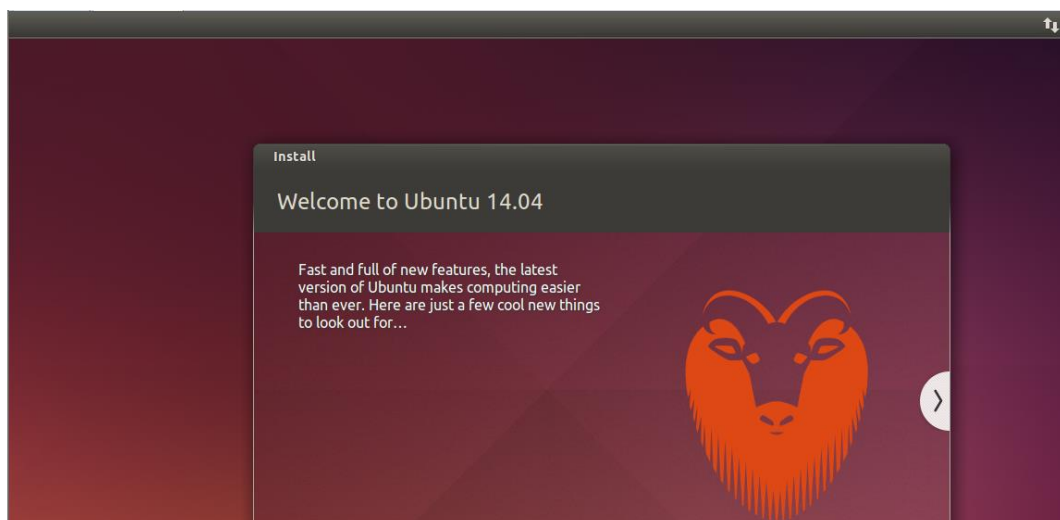 Install
Welcome to Ubuntu 14.04
Fast and full of new features, the latest
version of Ubuntu makes computing easier
than ever. Here are just a few cool new things
to look out for…